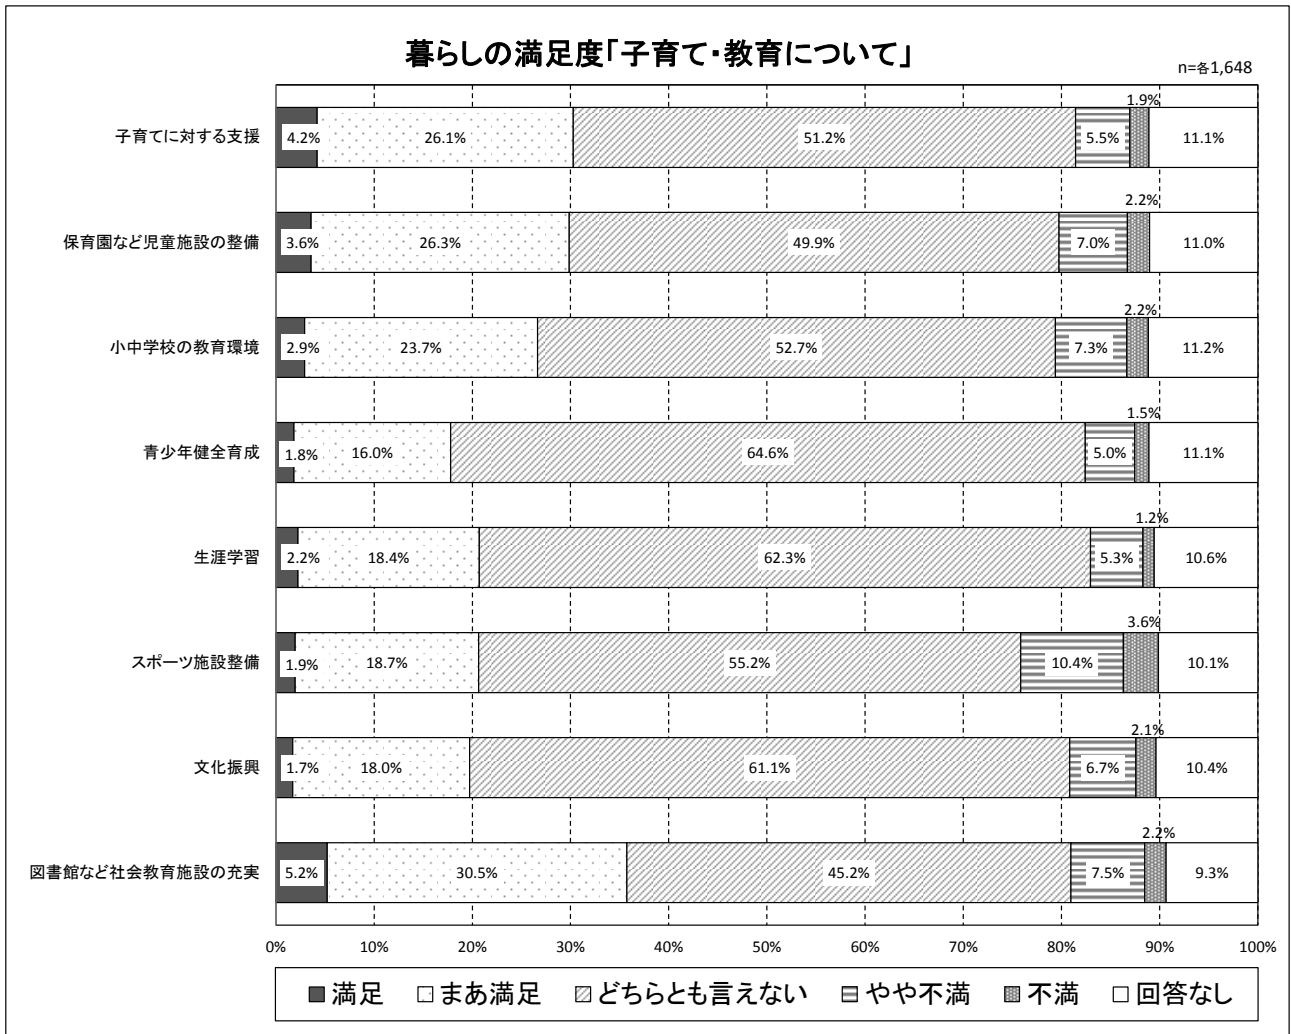 暮らしの満足度「子育て・教育について」
n=各1,648
1.9%
子育てに対する支援 4.2% 26.1% 51.2% 5.5% 11.1%
2.2%
保育園など児童施設の整備 3.6% 26.3% 49.9% 7.0% 11.0%
2.2%
小中学校の教育環境 2.9% 23.7% 52.7% 7.3% 11.2%
1.5%
青少年健全育成 1.8% 16.0% 64.6% 5.0% 11.1%
1.2%
生涯学習 2.2% 18.4% 62.3% 5.3% 10.6%
3.6%
スポーツ施設整備 1.9% 18.7% 55.2% 10.4% 10.1%
2.1%
文化振興 1.7% 18.0% 61.1% 6.7% 10.4%
2.2%
図書館など社会教育施設の充実 5.2% 30.5% 45.2% 7.5% 9.3%
0% 10% 20% 30% 40% 50% 60% 70% 80% 90% 100%
満足 まあ満足 どちらとも言えない やや不満 不満 回答なし